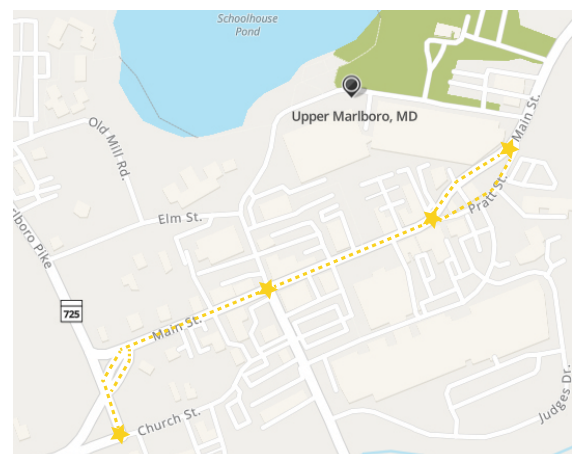 Schoolhouse
Pond
Upper Marlboro, MD
Main St.
Old Mill Rd.
Pratt St.
Elm St.
lboro Pike
725
Main St.
Church St.
Judges Dr.